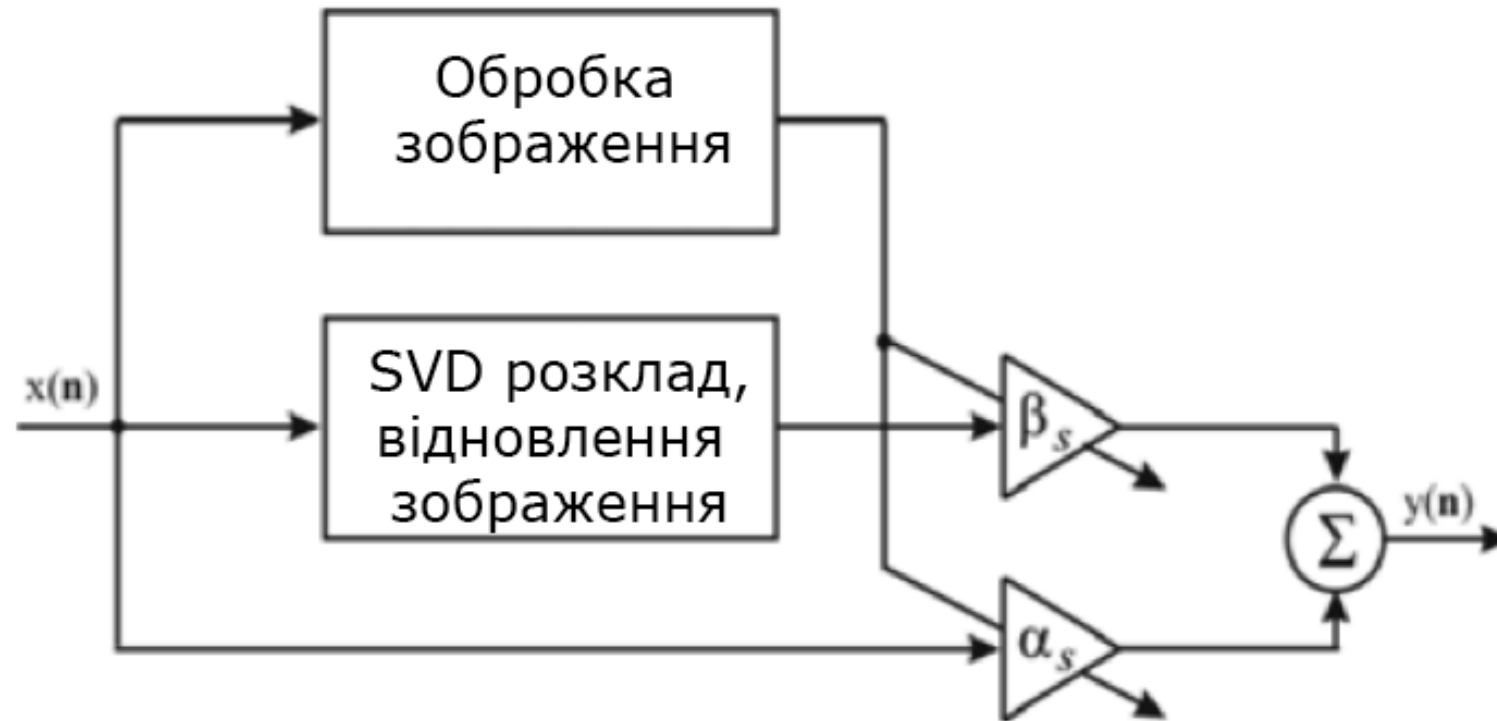 Обробка
зображення
x(n)
SVD розклад,
відновлення
зображення
βs
y(n)
Σ
αs